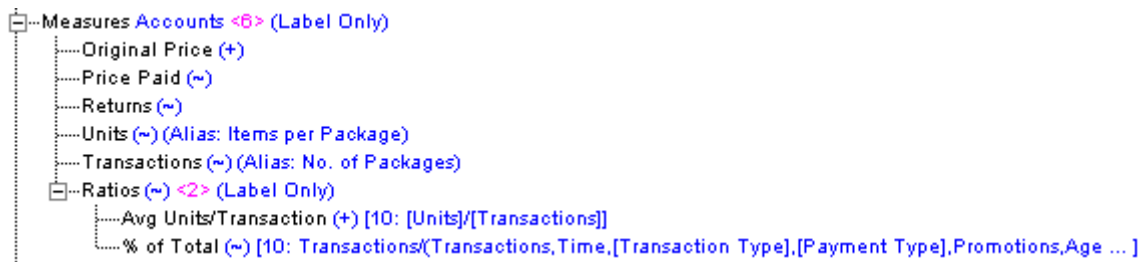 Measures Accounts <6> (Label Only)
Original Price (+)
Price Paid (~)
Returns (~)
Units (~) (Alias: Items per Package)
Transactions (~) (Alias: No. of Packages)
Ratios (~) <2> (Label Only)
Avg Units/Transaction (+) [10: [Units]/[Transactions]]
% of Total (~) [10: Transactions/(Transactions,Time,[Transaction Type],[Payment Type],Promotions,Age ... ]